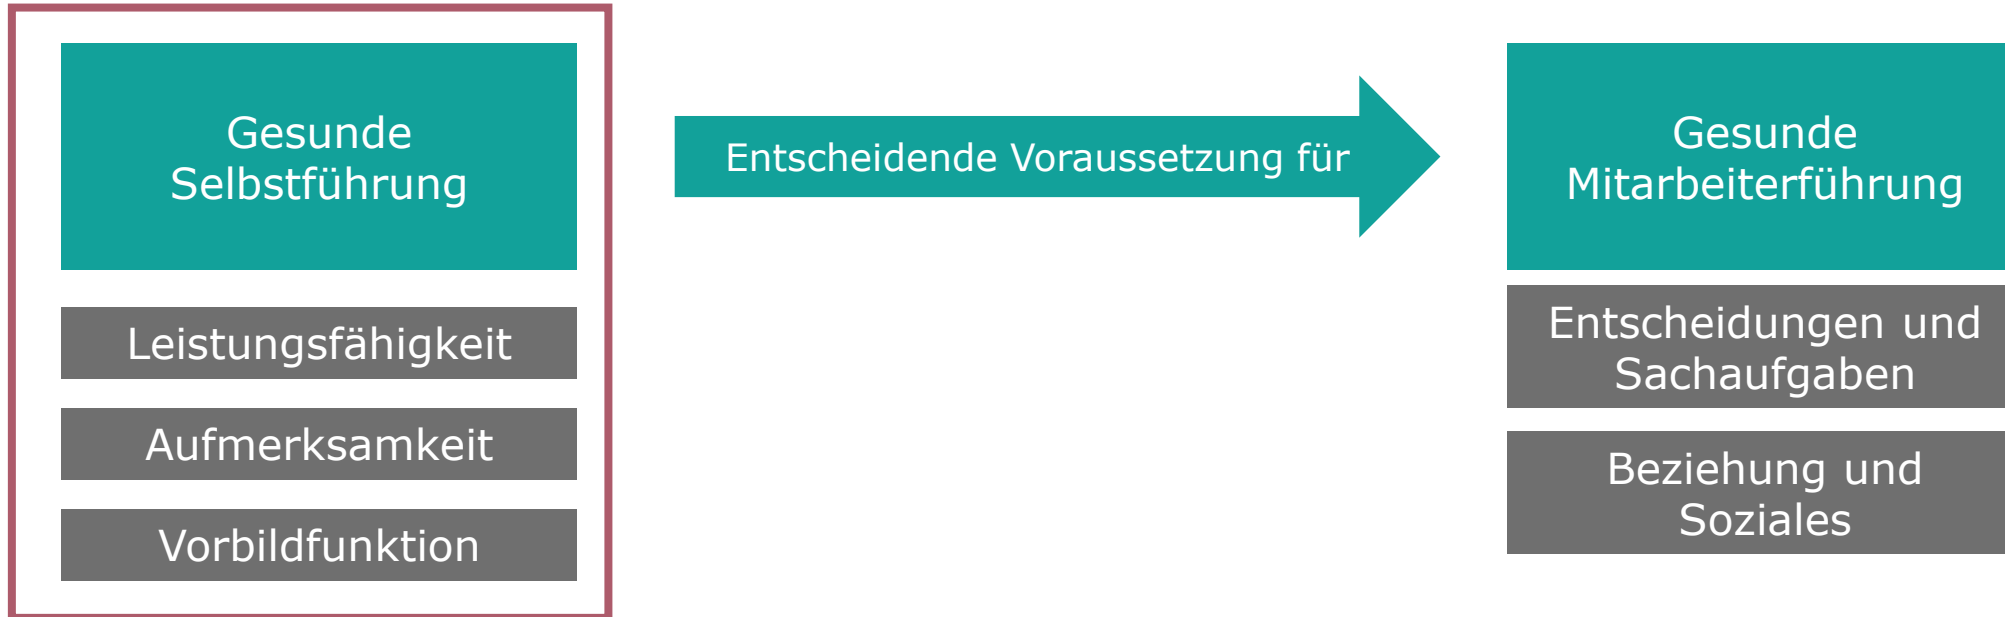 Gesunde
Selbstführung
Leistungsfähigkeit
Aufmerksamkeit
Vorbildfunktion
Entscheidende Voraussetzung für
Gesunde
Mitarbeiterführung
Entscheidungen und
Sachaufgaben
Beziehung und
Soziales